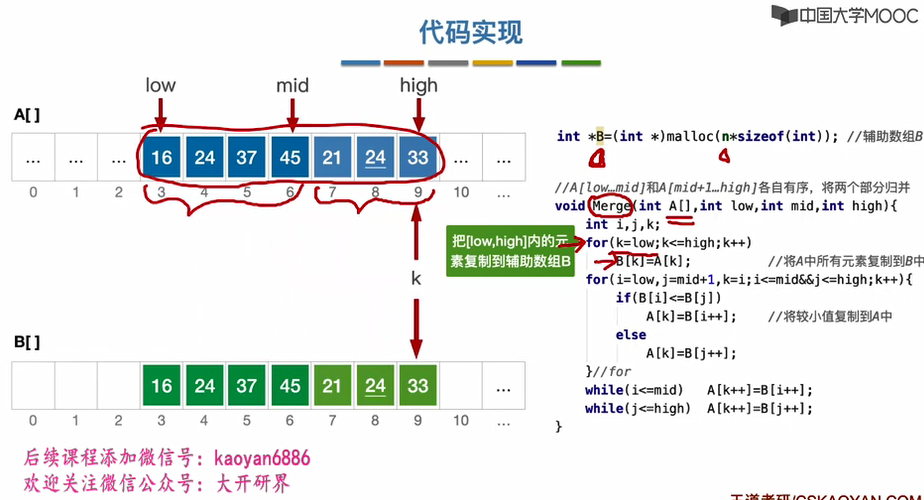 中国大学MOOC
代码实现
low mid high
A[ ]
... ... ... 16 24 37 45 21 24 33 ... ...
0 1 2 3 4 5 6 7 8 9 10 ...
把[low,high]内的元
素复制到辅助数组B
k
B[ ]
16 24 37 45 21 24 33 ...
0 1 2 3 4 5 6 7 8 9 10 ...
int *B=(int *)malloc(n*sizeof(int)); //辅助数组B
//A[low…mid]和A[mid+1…high]各自有序，将两个部分归并
void Merge(int A[],int low,int mid,int high){
int i,j,k;
for(k=low;k<=high;k++)
B[k]=A[k]; //将A中所有元素复制到B中
for(i=low,j=mid+1,k=i;i<=mid&&j<=high;k++){
if(B[i]<=B[j])
A[k]=B[i++]; //将较小值复制到A中
else
A[k]=B[j++];
}//for
while(i<=mid) A[k++]=B[i++];
while(j<=high) A[k++]=B[j++];
}
后续课程添加微信号：kaoyan6886
欢迎关注微信公众号：大开研界
王道考研/CSKAOYAN.COM